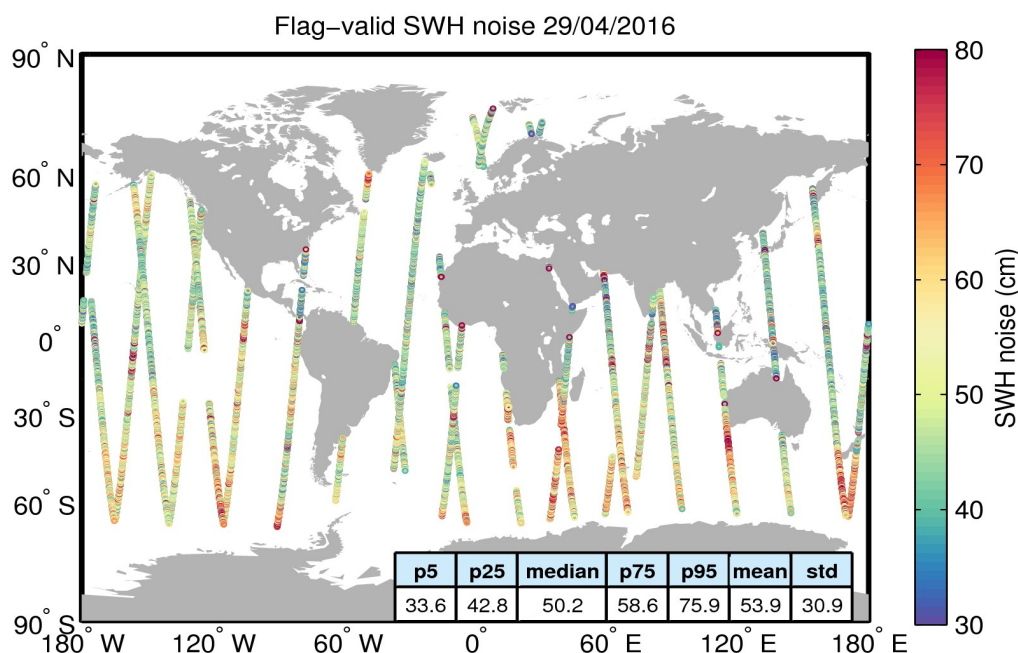 Flag−valid SWH noise 29/04/2016
90° N
60° N
30° N
0°
30° S
60° S
90° S
180° W
120° W
60° W
0°
60° E
120° E
180° E
p5 p25 median p75 p95 mean std
33.6 42.8 50.2 58.6 75.9 53.9 30.9
80
70
60
50
40
30
SWH noise (cm)